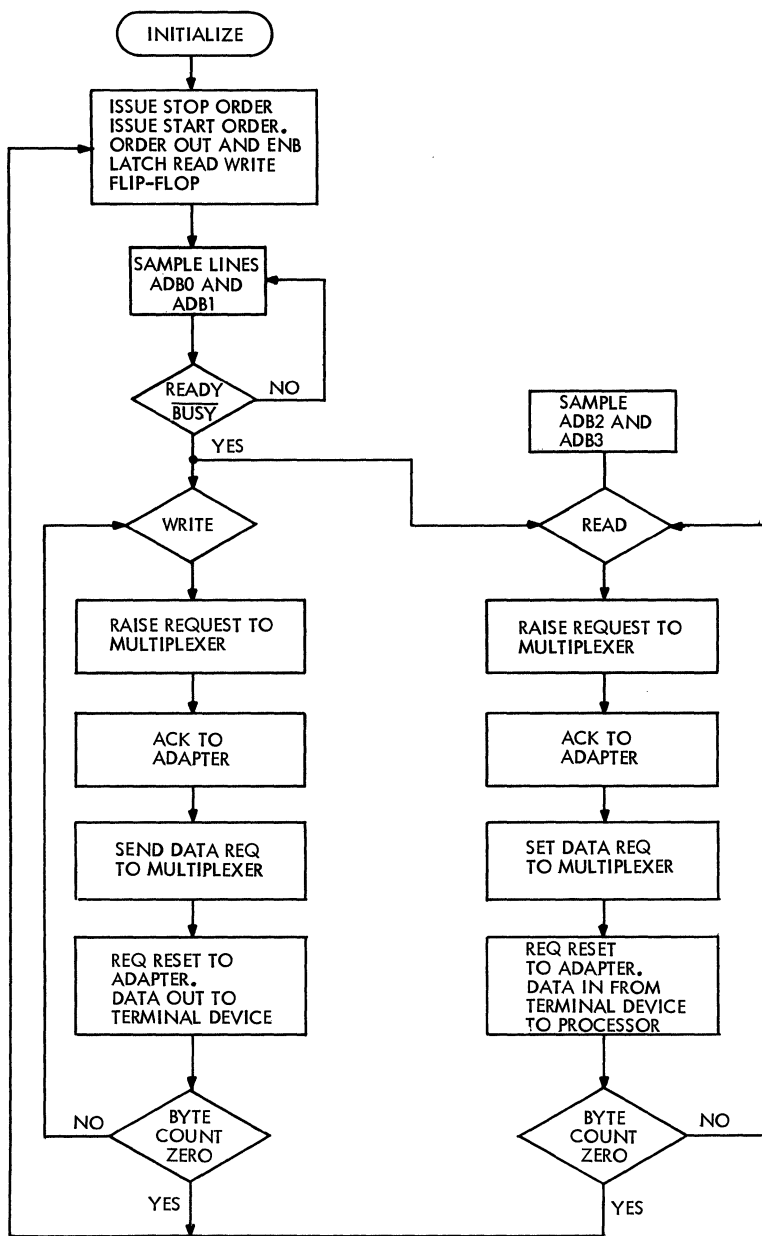 INITIALIZE
ISSUE STOP ORDER
ISSUE START ORDER.
ORDER OUT AND ENB
LATCH READ WRITE
FLIP-FLOP
SAMPLE LINES
ADB0 AND
ADB1
READY
BUSY
NO
YES
SAMPLE
ADB2 AND
ADB3
WRITE
RAISE REQUEST TO
MULTIPLEXER
ACK TO
ADAPTER
SEND DATA REQ
TO MULTIPLEXER
REQ RESET TO
ADAPTER.
DATA OUT TO
TERMINAL DEVICE
BYTE
COUNT
ZERO
NO
YES
READ
RAISE REQUEST TO
MULTIPLEXER
ACK TO
ADAPTER
SET DATA REQ
TO MULTIPLEXER
REQ RESET
TO ADAPTER.
DATA IN FROM
TERMINAL DEVICE
TO PROCESSOR
BYTE
COUNT
ZERO
NO
YES